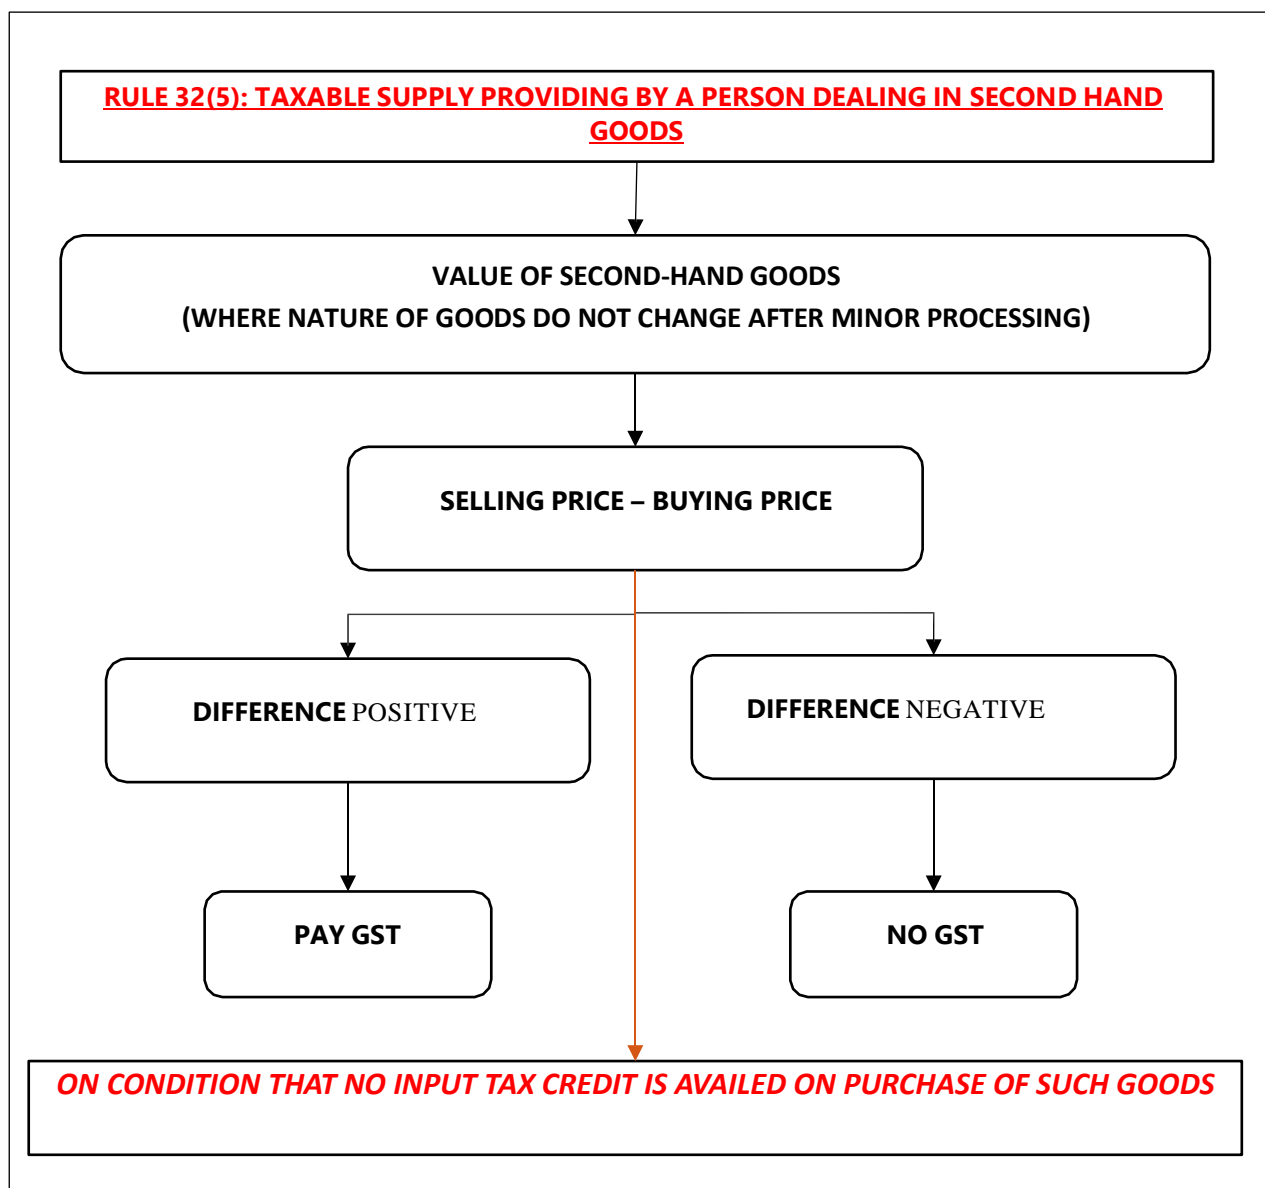 RULE 32(5): TAXABLE SUPPLY PROVIDING BY A PERSON DEALING IN SECOND HAND
GOODS
VALUE OF SECOND-HAND GOODS
(WHERE NATURE OF GOODS DO NOT CHANGE AFTER MINOR PROCESSING)
SELLING PRICE – BUYING PRICE
DIFFERENCE POSITIVE
DIFFERENCE NEGATIVE
PAY GST
NO GST
ON CONDITION THAT NO INPUT TAX CREDIT IS AVAILED ON PURCHASE OF SUCH GOODS